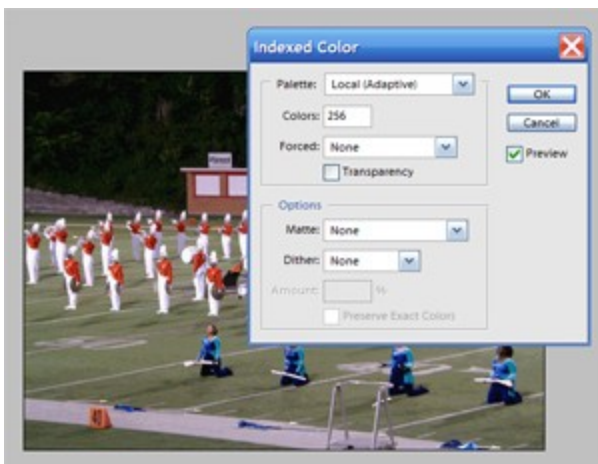 Indexed Color
Palette: Local (Adaptive)
OK
Colors: 256
Cancel
Forced: None
Preview
Transparency
Options
Matte: None
Dither: None
Amount: %
Preserve Exact Colors
40